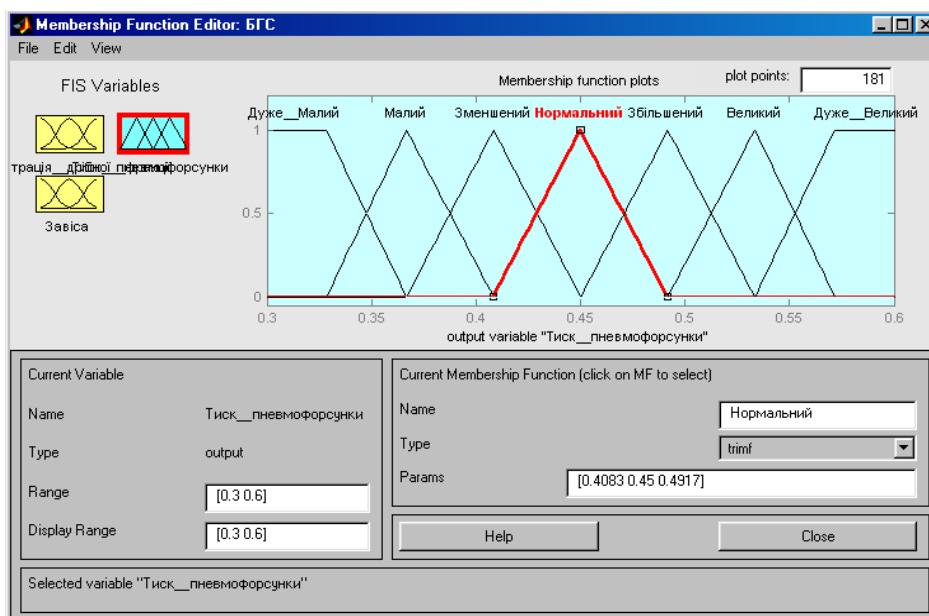 Membership Function Editor: БГС
File Edit View
FIS Variables
Membership function plots
plot points: 181
Завіса
Дуже__Малий Малий Зменшений Нормальний Збільшений Великий Дуже__Великий
1
0.5
0
0.3 0.35 0.4 0.45 0.5 0.55 0.6
output variable "Тиск__пневмофорсунки"
Current Variable
Name Тиск__пневмофорсунки
Type output
Range [0.3 0.6]
Display Range [0.3 0.6]
Current Membership Function (click on MF to select)
Name Нормальний
Type trimf
Params [0.4083 0.45 0.4917]
Help Close
Selected variable "Тиск__пневмофорсунки"